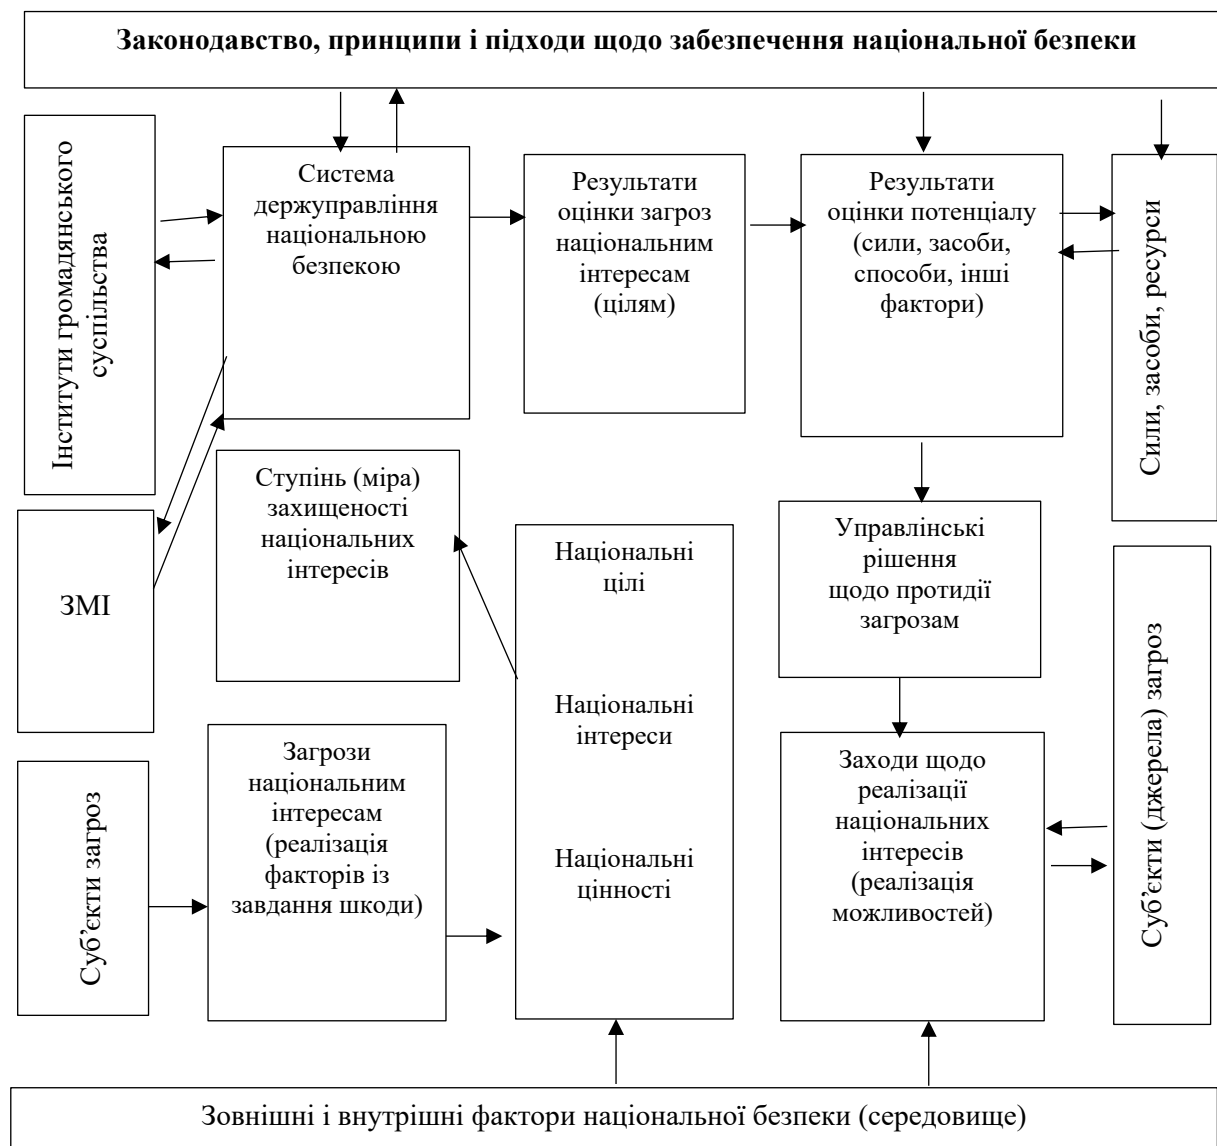 Законодавство, принципи і підходи щодо забезпечення національної безпеки
Інститути громадянського
суспільства
Система
держуправління
національною
безпекою
Результати
оцінки загроз
національним
інтересам
(цілям)
Результати
оцінки потенціалу
(сили, засоби,
способи, інші
фактори)
Сили, засоби, ресурси
ЗМІ
Ступінь (міра)
захищеності
національних
інтересів
Національні
цілі
Національні
інтереси
Національні
цінності
Управлінські
рішення
щодо протидії
загрозам
Суб’єкти загроз
Загрози
національним
інтересам
(реалізація
факторів із
завдання шкоди)
Заходи щодо
реалізації
національних
інтересів
(реалізація
можливостей)
Суб’єкти (джерела) загроз
Зовнішні і внутрішні фактори національної безпеки (середовище)